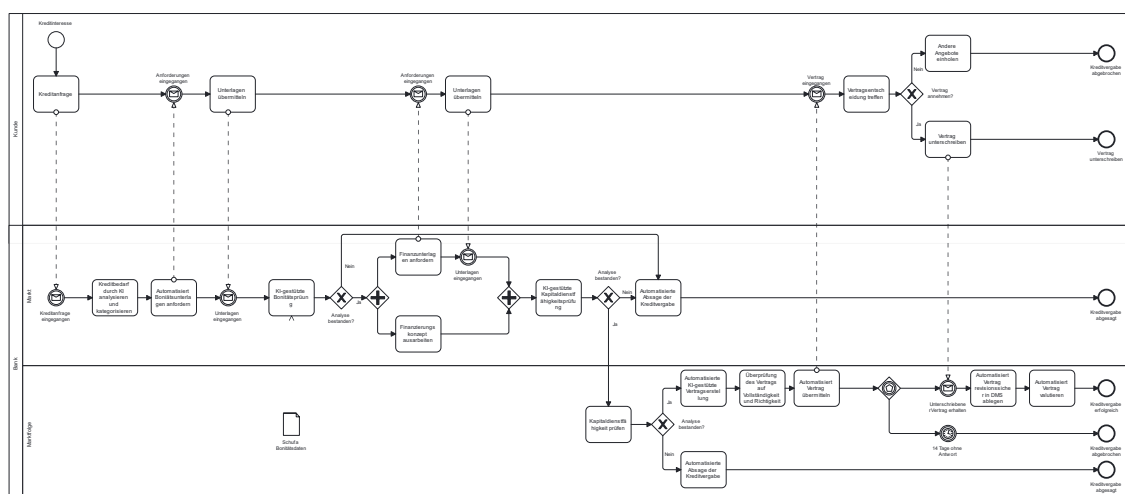 Kreditinteresse
Kreditanfrage
Anforderungen
eingegangen
Unterlagen
übermitteln
Anforderungen
eingegangen
Unterlagen
übermitteln
Vertrag
eingegangen
Vertragsentsch
eidung treffen
Vertrag
annehmen?
Nein
Andere
Angebote
einholen
Kreditvergabe
abgebrochen
Ja
Vertrag
unterschreiben
Vertrag
unterschreiben
Kunde
Bank
Markt
Kreditanfrage
eingegangen
Kreditbedarf
durch KI
analysieren
und
kategorisieren
Automatisiert
Bonitätsunterla
gen anfordern
Unterlagen
eingegangen
KI-gestützte
Bonitätsprüfun
g
Analyse
bestanden?
Nein
Ja
Finanzunterlag
en anfordern
Unterlagen
eingegangen
Finanzierungs
konzept
ausarbeiten
KI-gestützte
Kapitaldienstf
ähigkeitsprüfu
ng
Analyse
bestanden?
Nein
Ja
Automatisierte
Absage der
Kreditvergabe
Kreditvergabe
abgesagt
Marktfolge
Schufa
Bonitätsdaten
Kapitaldienstfä
higkeit prüfen
Analyse
bestanden?
Ja
Automatisierte
KI-gestützte
Vertragserstel
lung
Überprüfung
des Vertrags
auf
Vollständigkeit
und Richtigkeit
Automatisiert
Vertrag
übermitteln
Unterschriebene
r Vertrag erhalten
Automatisiert
Vertrag
revisionssiche
r in DMS
ablegen
Automatisiert
Vertrag
valutieren
Kreditvergabe
erfolgreich
14 Tage ohne
Antwort
Kreditvergabe
abgebrochen
Nein
Automatisierte
Absage der
Kreditvergabe
Kreditvergabe
abgesagt